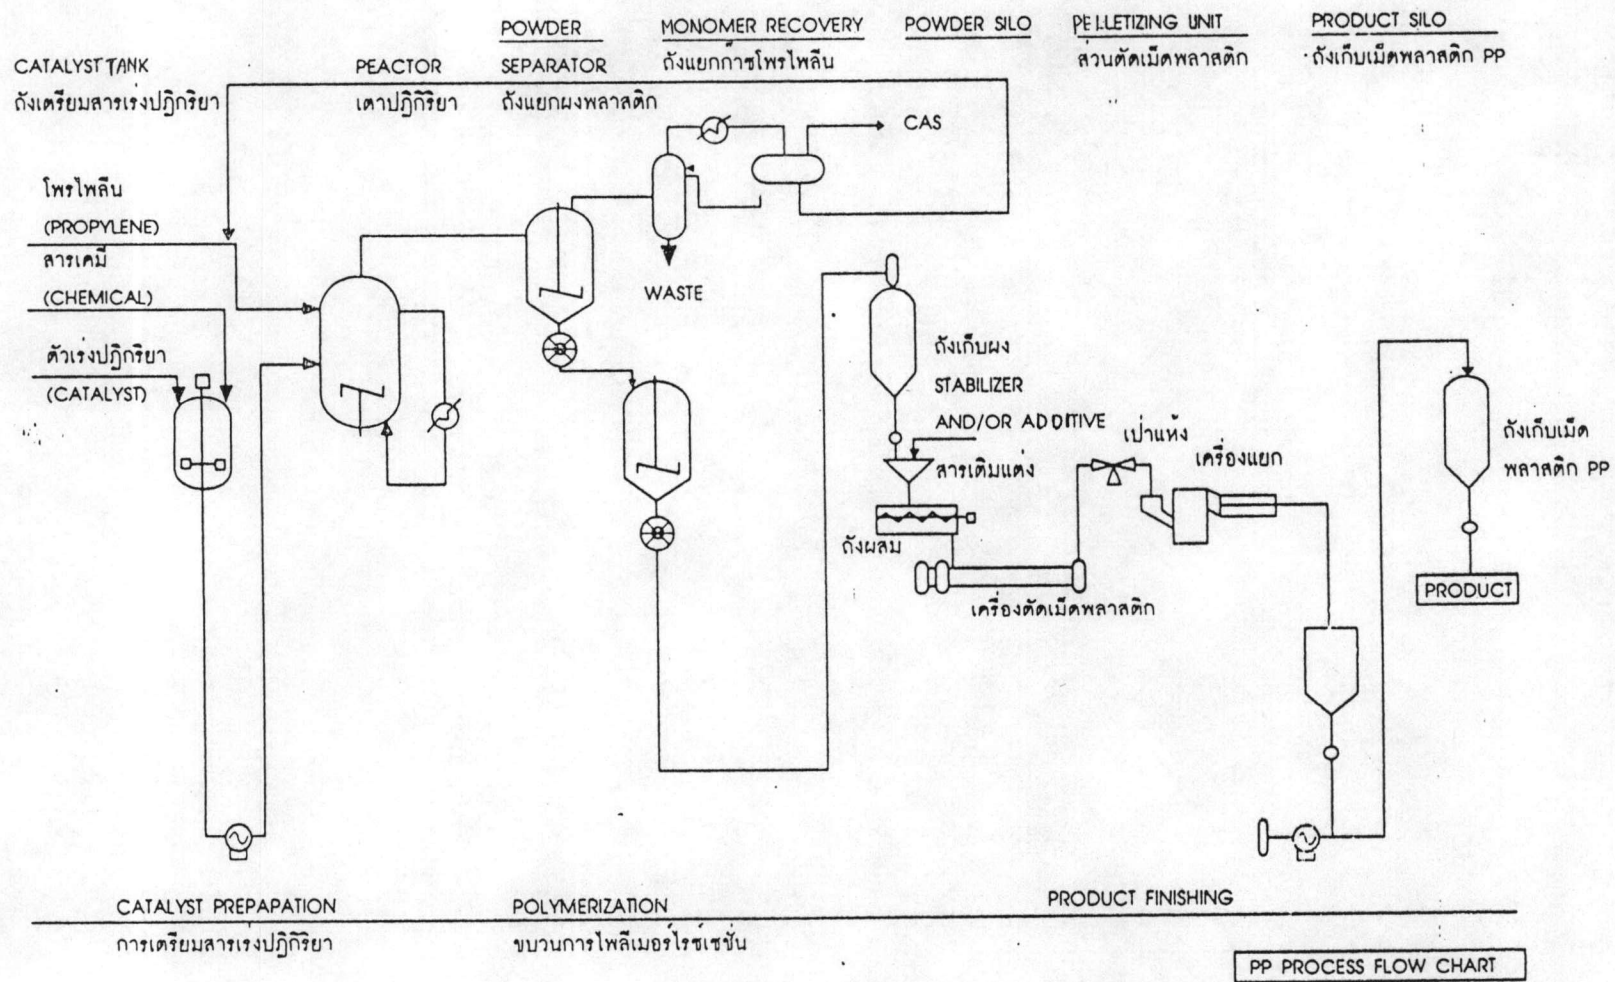 CATALYST TANK
ถังเตรียมสารเร่งปฏิกริยา
PEACTOR
เตาปฏิกิริยา
POWDER
SEPARATOR
ถังแยกผงพลาสติก
MONOMER RECOVERY
ถังแยกก๊าซโพรไพลีน
POWDER SILO
PELLETIZING UNIT
ส่วนตัดเม็ดพลาสติก
PRODUCT SILO
ถังเก็บเม็ดพลาสติก PP
CAS
โพรไพลีน
(PROPYLENE)
สารเคมี
(CHEMICAL)
ตัวเร่งปฏิกริยา
(CATALYST)
WASTE
ถังเก็บผง
STABILIZER
AND/OR ADDITIVE
สารเติมแต่ง
ถังผสม
เป่าแห้ง
เครื่องแยก
เครื่องตัดเม็ดพลาสติก
ถังเก็บเม็ด
พลาสติก PP
PRODUCT
CATALYST PREPAPATION
การเตรียมสารเร่งปฏิกิริยา
POLYMERIZATION
ขบวนการโพลีเมอร์ไรซ์เซชั่น
PRODUCT FINISHING
PP PROCESS FLOW CHART